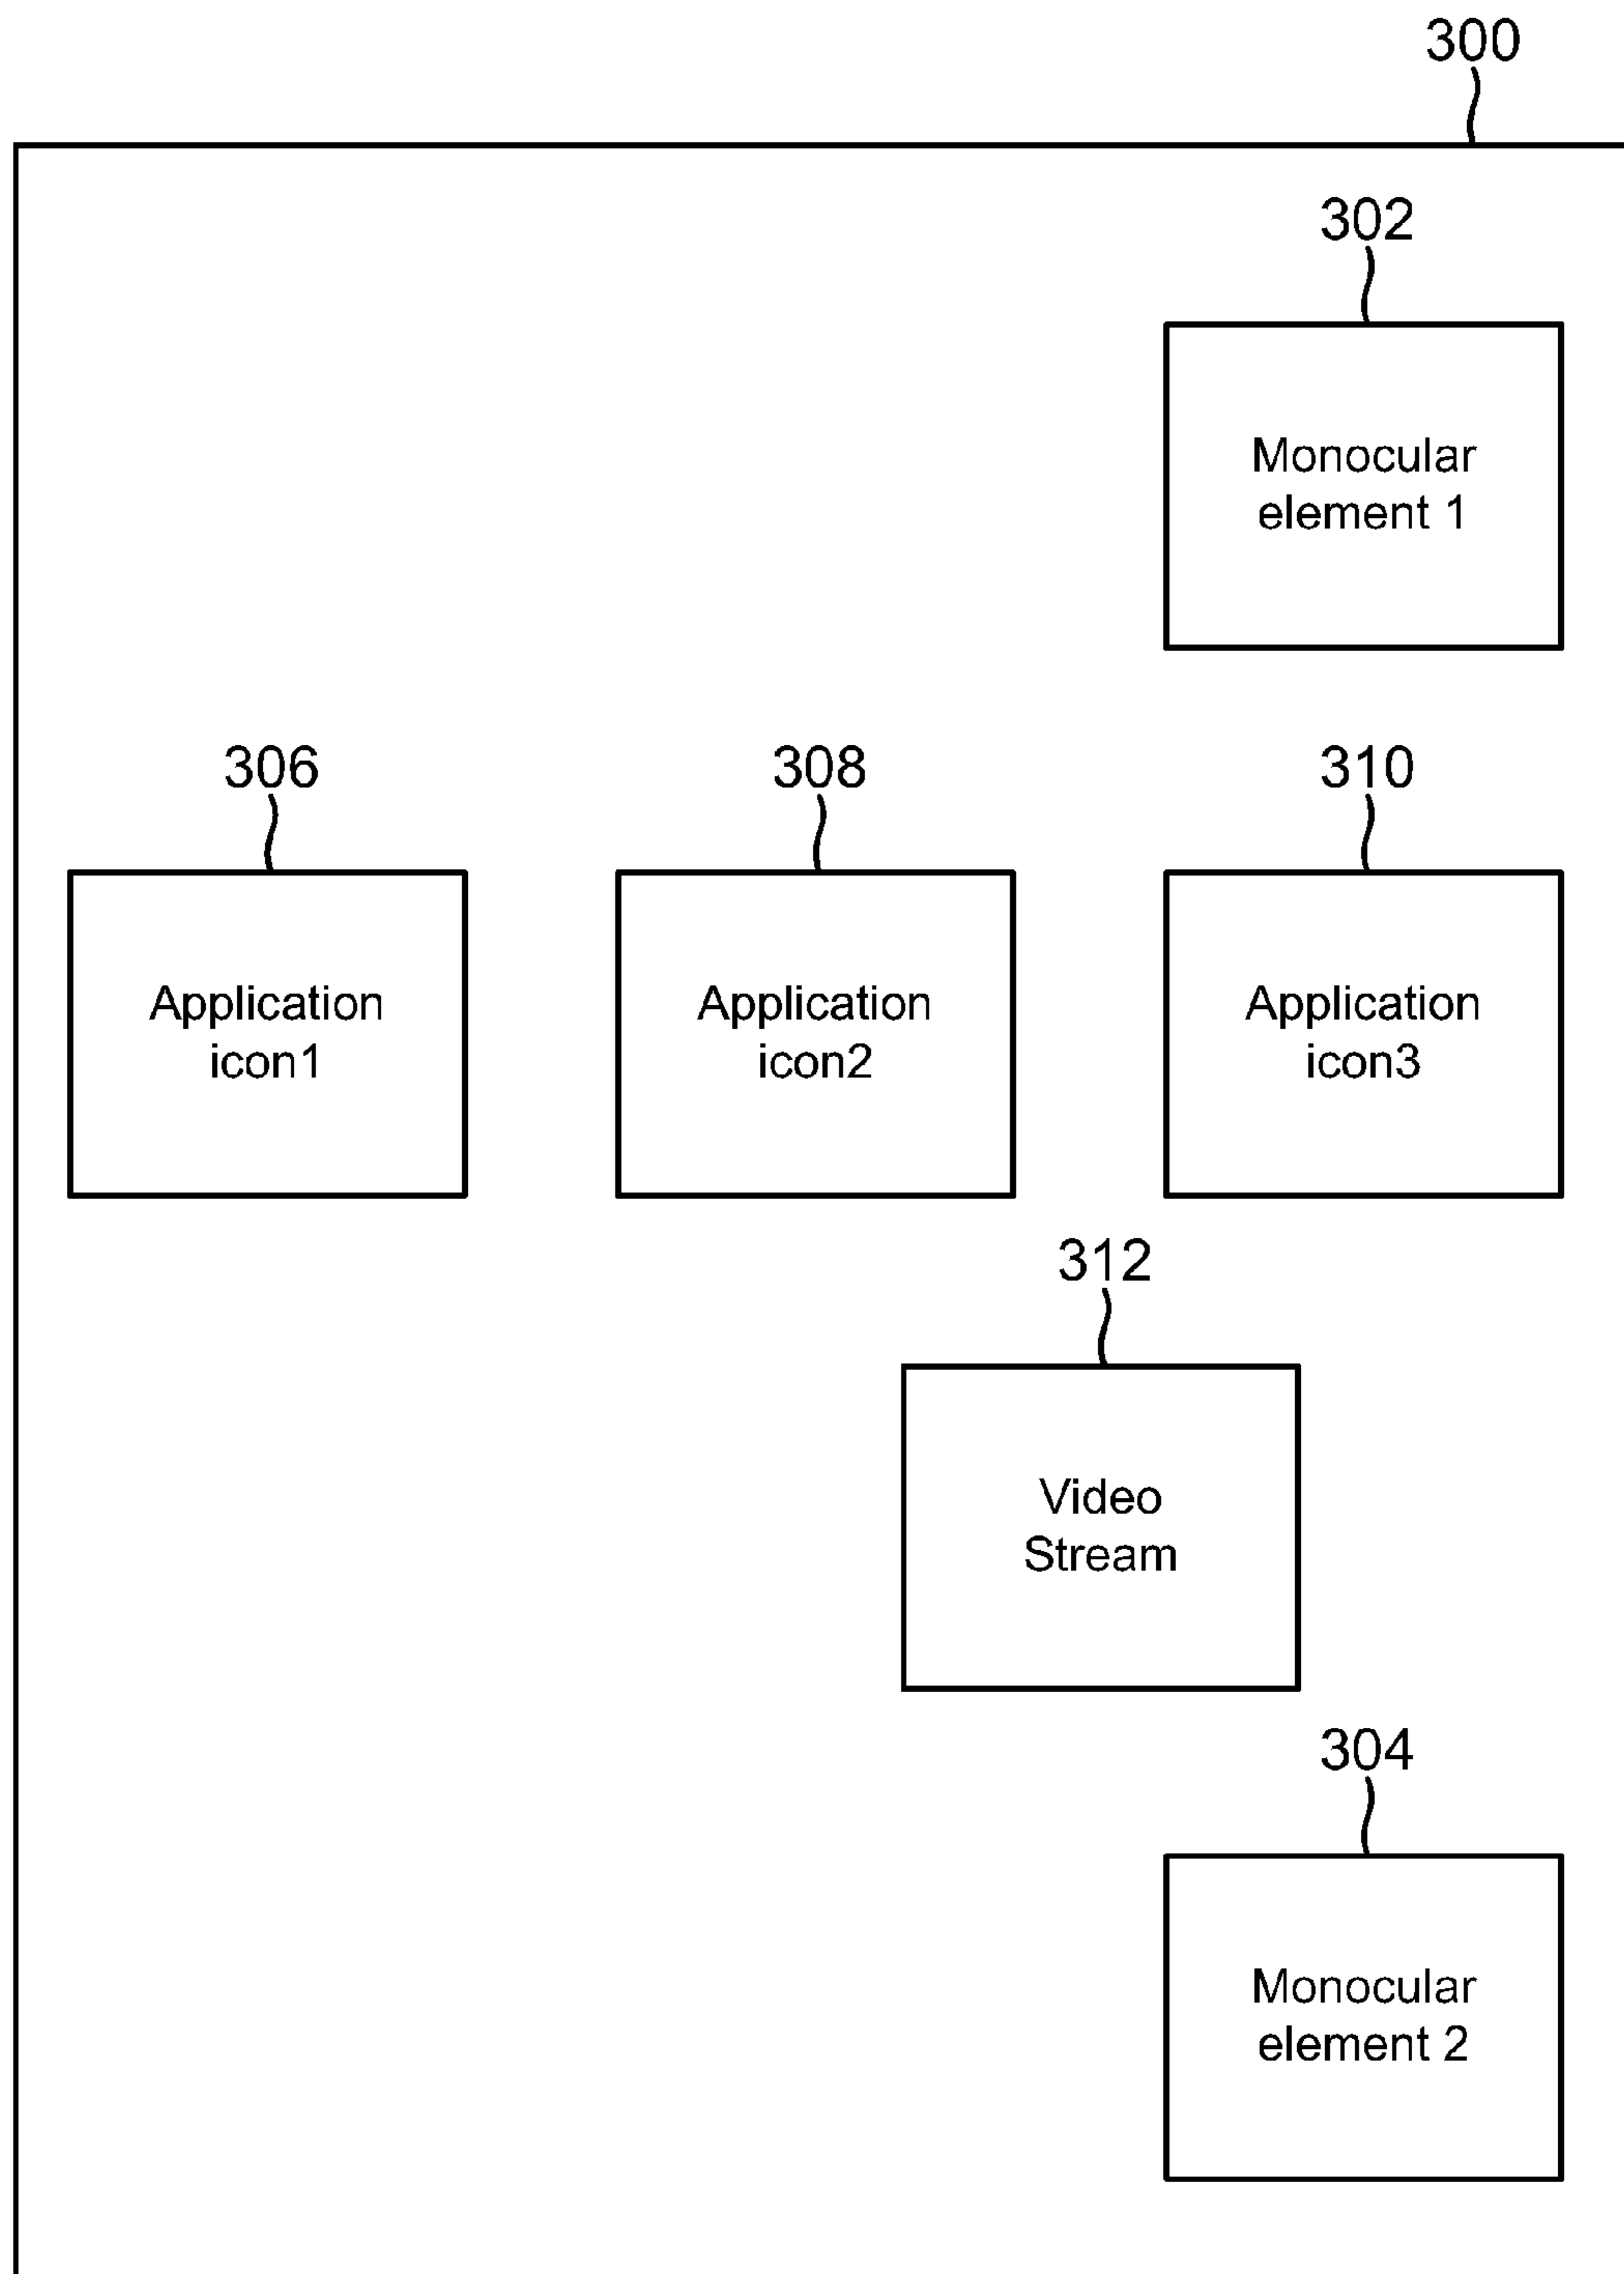 300
302
Monocular
element 1
306
308
310
Application
icon1
Application
icon2
Application
icon3
312
Video
Stream
304
Monocular
element 2